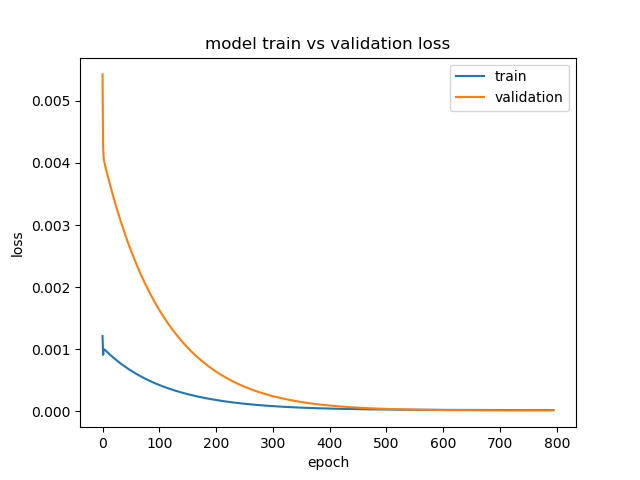 model train vs validation loss
train
validation
loss
0.005
0.004
0.003
0.002
0.001
0.000
0 100 200 300 400 500 600 700 800
epoch